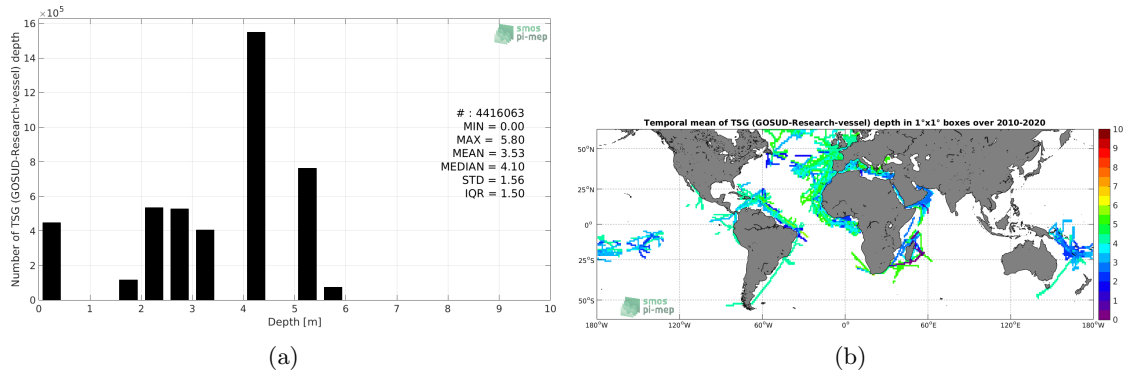 ×10⁵
16
14
12
10
8
6
4
2
0
Number of TSG (GOSUD-Research-vessel) depth
smos
pi-mep
# : 4416063
MIN = 0.00
MAX = 5.80
MEAN = 3.53
MEDIAN = 4.10
STD = 1.56
IQR = 1.50
0 1 2 3 4 5 6 7 8 9 10
Depth [m]
(a)
Temporal mean of TSG (GOSUD-Research-vessel) depth in 1°x1° boxes over 2010-2020
50°N
25°N
0°
25°S
50°S
smos
pi-mep
180°W 120°W 60°W 0° 60°E 120°E 180°W
10
9
8
7
6
5
4
3
2
1
0
(b)